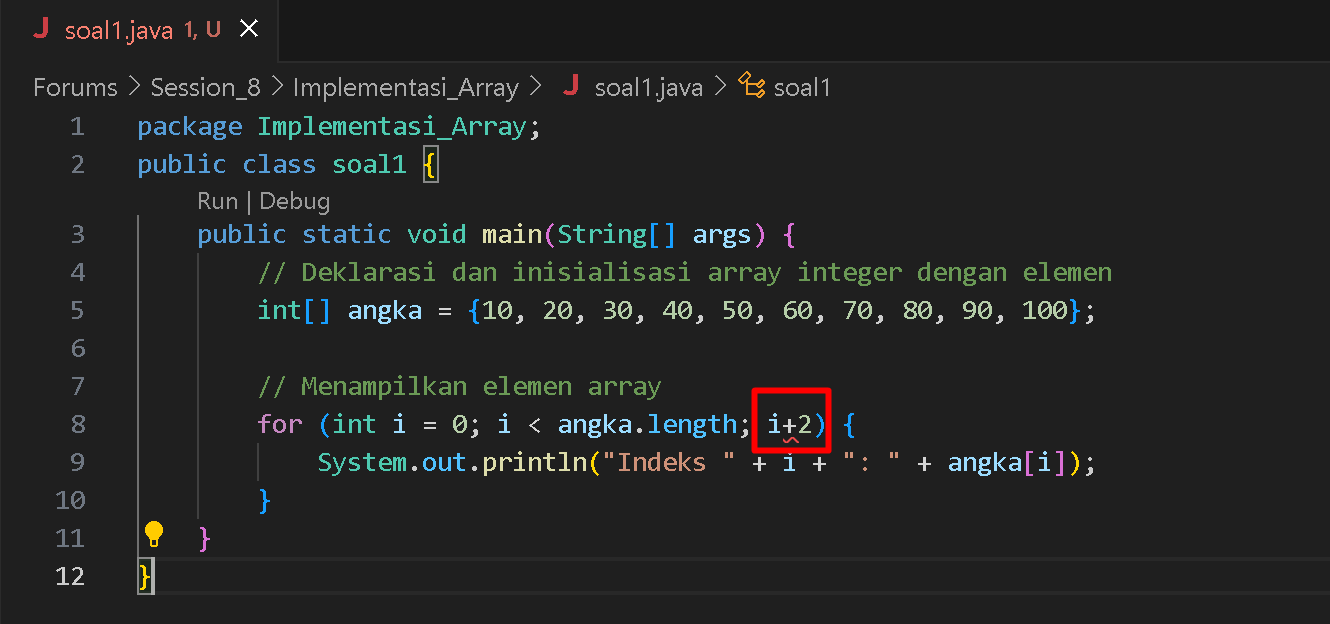 J soal1.java 1, U ×
Forums > Session_8 > Implementasi_Array > J soal1.java > soal1
1 package Implementasi_Array;
2 public class soal1 {
Run | Debug
3 public static void main(String[] args) {
4 // Deklarasi dan inisialisasi array integer dengan elemen
5 int[] angka = {10, 20, 30, 40, 50, 60, 70, 80, 90, 100};
6
7 // Menampilkan elemen array
8 for (int i = 0; i < angka.length; i+2) {
9 System.out.println("Indeks " + i + ": " + angka[i]);
10 }
11 }
12 }